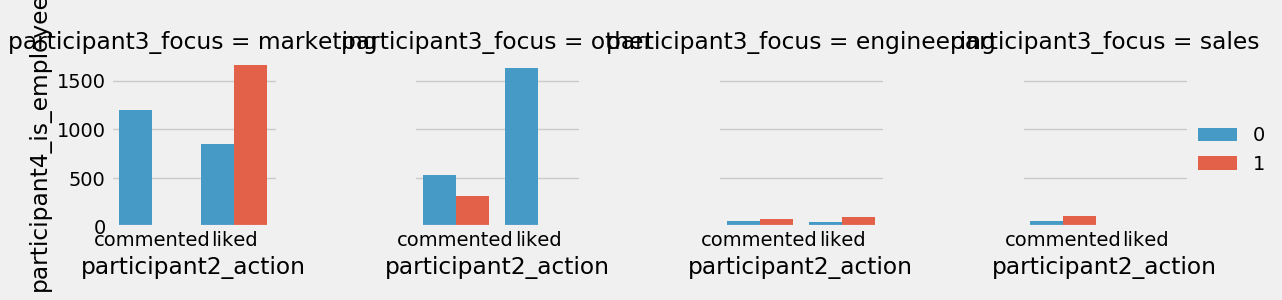 participant3_focus = marketing
participant3_focus = other
participant3_focus = engineering
participant3_focus = sales
participant4_is_employee
1500
1000
500
0
commented liked
commented liked
commented liked
commented liked
participant2_action
participant2_action
participant2_action
participant2_action
0
1